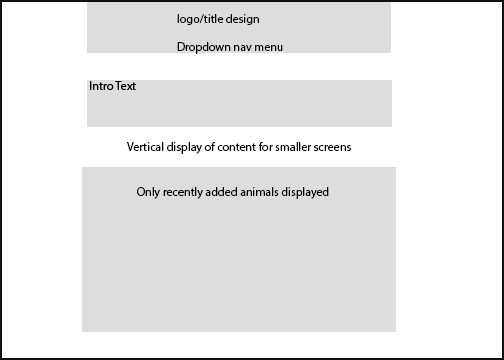 logo/title design
Dropdown nav menu
Intro Text
Vertical display of content for smaller screens
Only recently added animals displayed